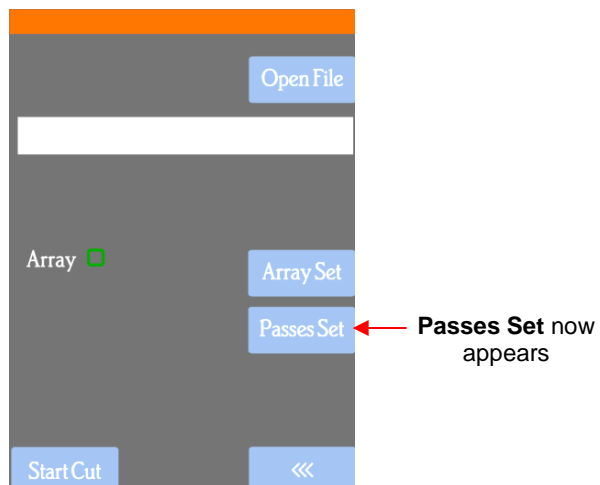 Open File
Array
Array Set
Passes Set
Passes Set now
appears
Start Cut
<<<